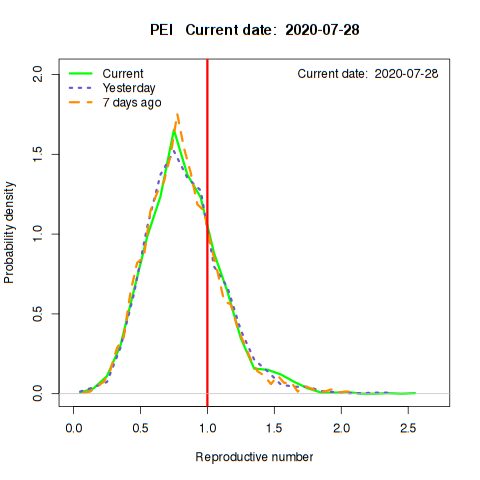 PEI   Current date:  2020-07-28
Current date:  2020-07-28
Current
Yesterday
7 days ago
Probability density
2.0
1.5
1.0
0.5
0.0
0.0 0.5 1.0 1.5 2.0 2.5
Reproductive number